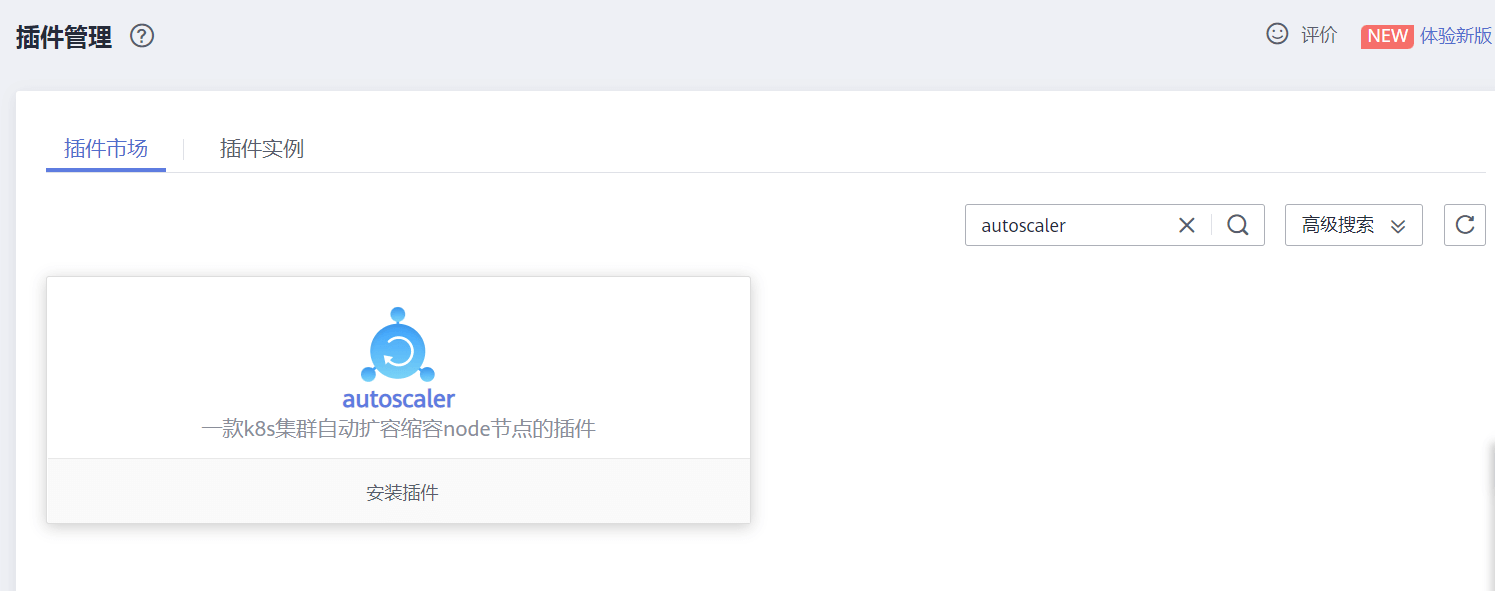 插件管理 ?
评价 NEW 体验新版
插件市场 插件实例
autoscaler 高级搜索
autoscaler
一款k8s集群自动扩容缩容node节点的插件
安装插件